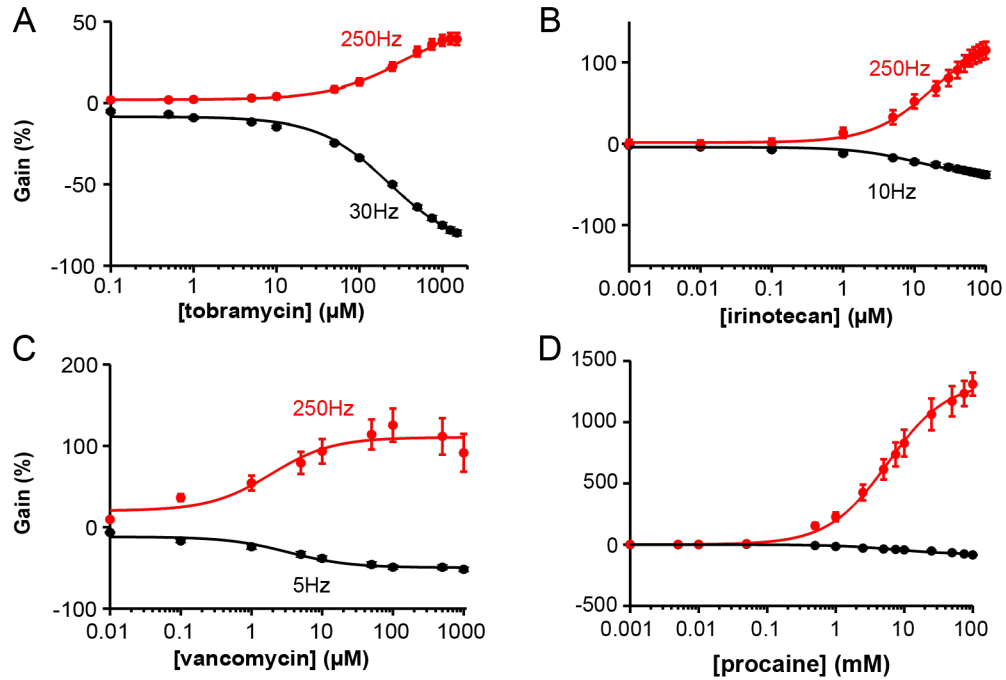 A
50
0
-50
-100
Gain (%)
250Hz
30Hz
0.1 1 10 100 1000
[tobramycin] (µM)
B
100
0
-100
250Hz
10Hz
0.001 0.01 0.1 1 10 100
[irinotecan] (µM)
C
200
100
0
-100
Gain (%)
250Hz
5Hz
0.01 0.1 1 10 100 1000
[vancomycin] (µM)
D
1500
1000
500
0
-500
0.001 0.01 0.1 1 10 100
[procaine] (mM)